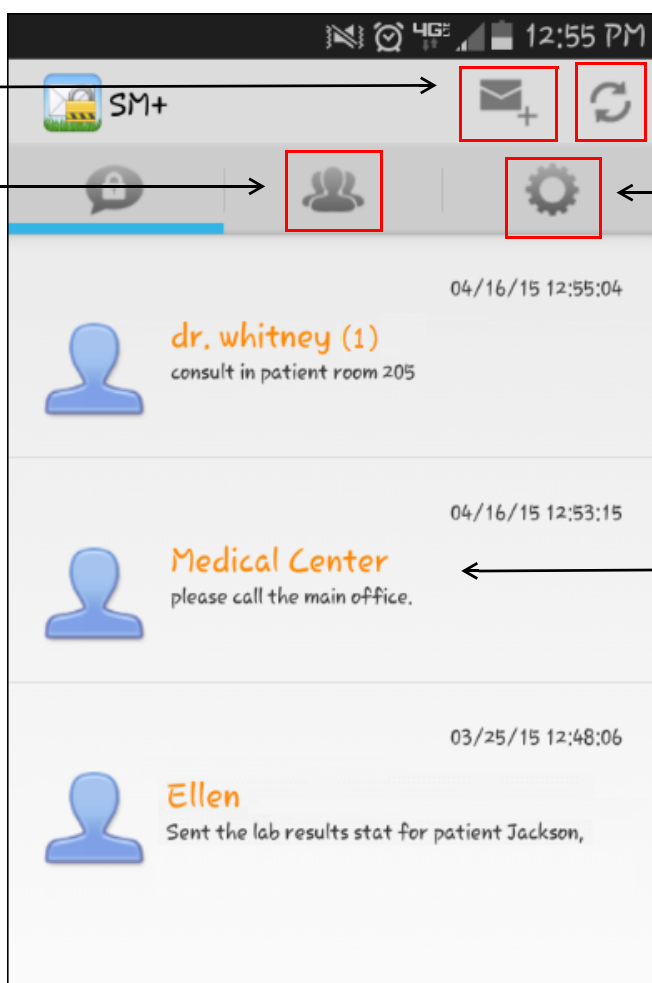 4GE 12:55 PM
SM+
04/16/15 12:55:04
dr. whitney (1)
consult in patient room 205
04/16/15 12:53:15
Medical Center
please call the main office.
03/25/15 12:48:06
Ellen
Sent the lab results stat for patient Jackson,